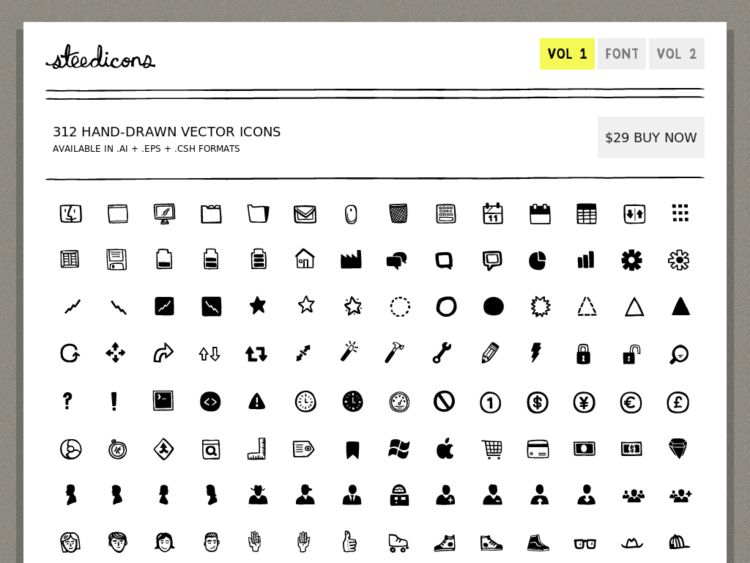 steedicons
VOL 1 FONT VOL 2
312 HAND-DRAWN VECTOR ICONS
AVAILABLE IN .AI + .EPS + .CSH FORMATS
$29 BUY NOW
11
? !
1 $ ¥ € £
$